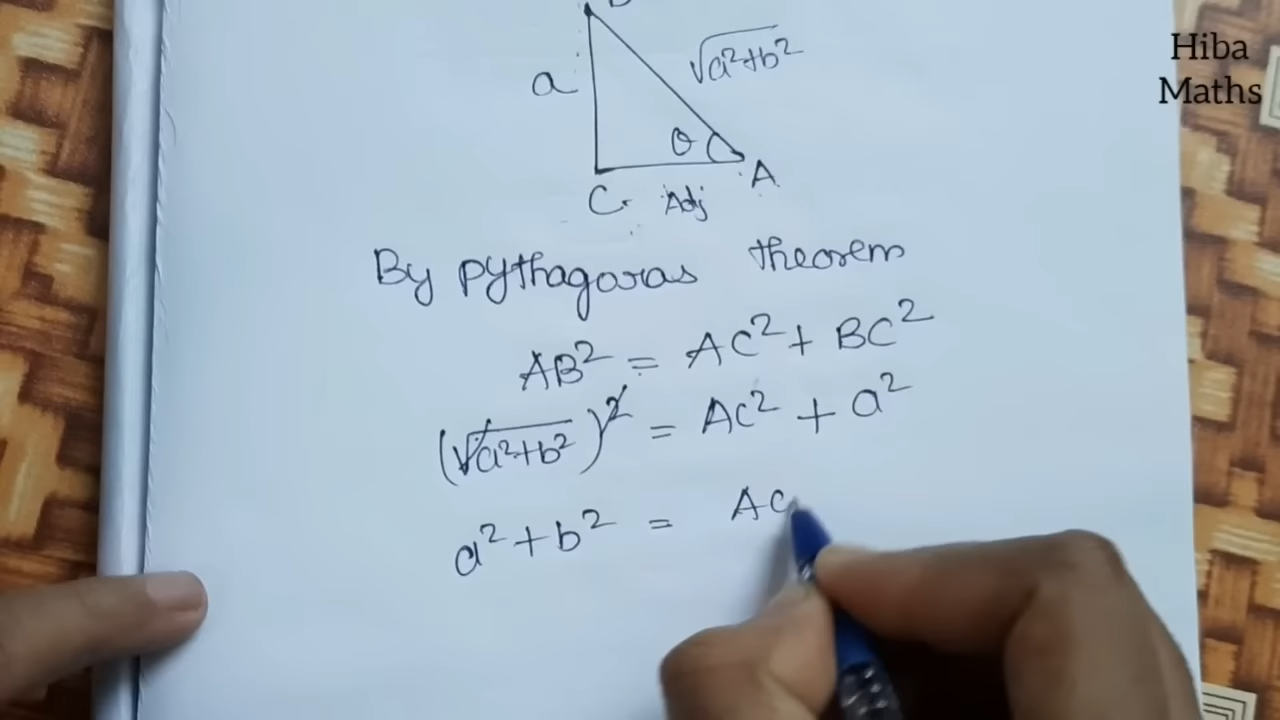 Hiba
Maths
√a²+b²
a
θ
A
C
Adj
By pythagoras theorem
AB² = AC² + BC²
(√a²+b²)² = AC² + a²
a²+b² = AC